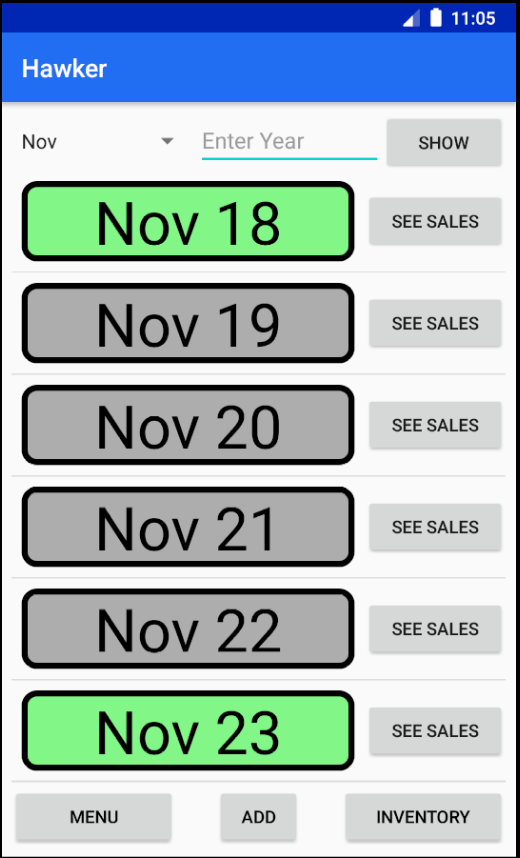 11:05
Hawker
Nov Enter Year SHOW
Nov 18 SEE SALES
Nov 19 SEE SALES
Nov 20 SEE SALES
Nov 21 SEE SALES
Nov 22 SEE SALES
Nov 23 SEE SALES
MENU ADD INVENTORY